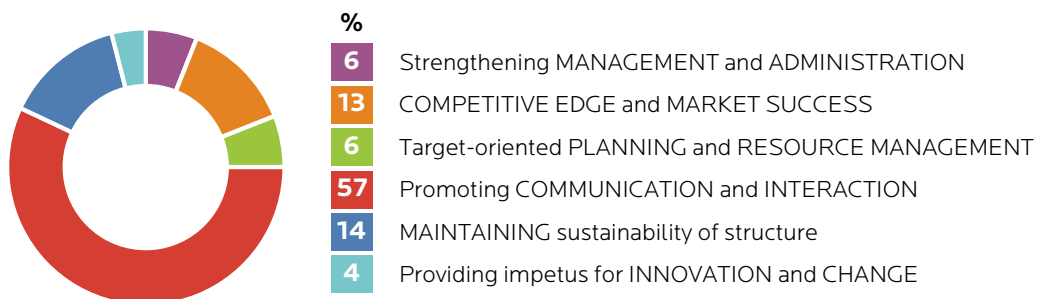 %
6 Strengthening MANAGEMENT and ADMINISTRATION
13 COMPETITIVE EDGE and MARKET SUCCESS
6 Target-oriented PLANNING and RESOURCE MANAGEMENT
57 Promoting COMMUNICATION and INTERACTION
14 MAINTAINING sustainability of structure
4 Providing impetus for INNOVATION and CHANGE